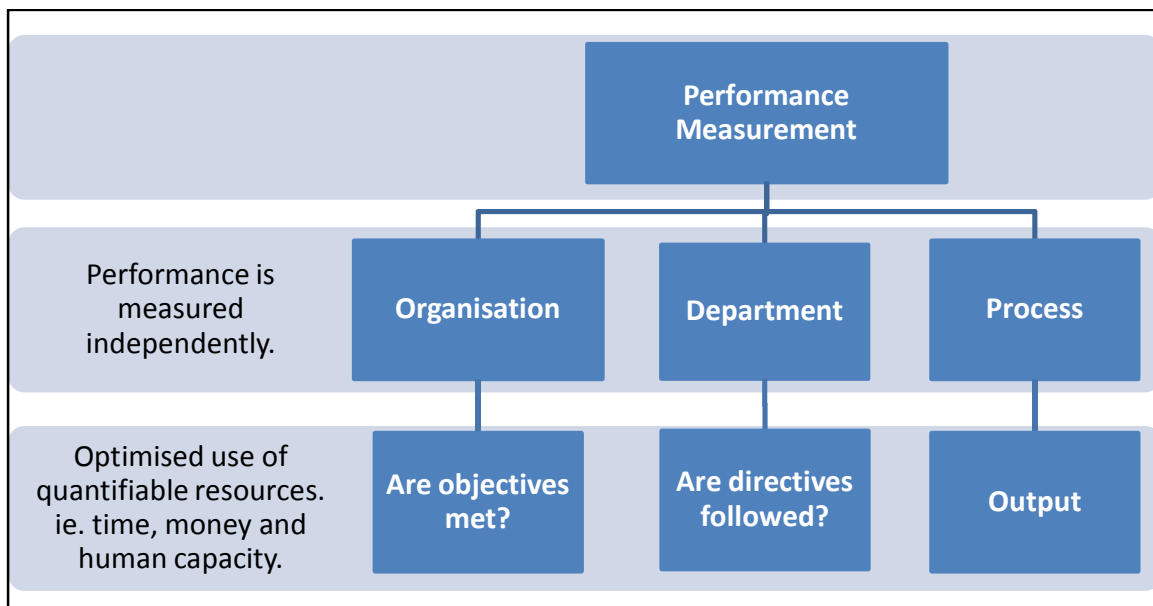 Performance
Measurement
Performance is
measured
independently.
Organisation
Department
Process
Optimised use of
quantifiable resources.
ie. time, money and
human capacity.
Are objectives
met?
Are directives
followed?
Output